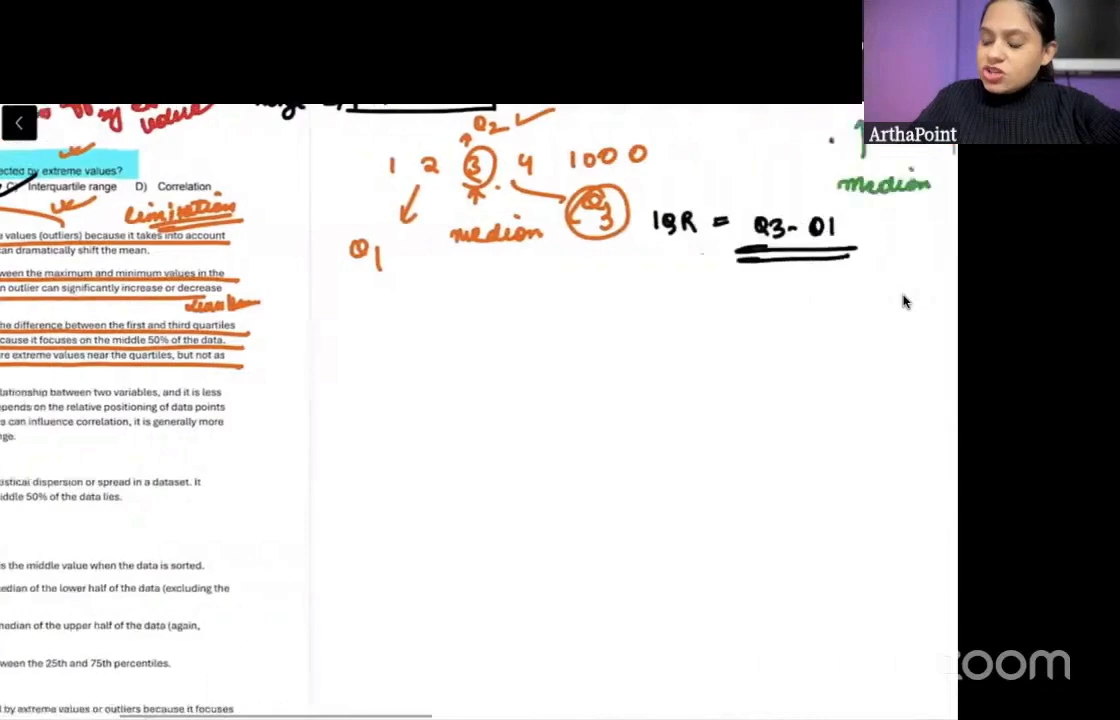 by
values
ected by extreme values?
C) Interquartile range D) Correlation
limitation
values (outliers) because it takes into account
can dramatically shift the mean.
ween the maximum and minimum values in the
n outlier can significantly increase or decrease
he difference between the first and third quartiles
cause it focuses on the middle 50% of the data.
re extreme values near the quartiles, but not as
lationship between two variables, and it is less
epends on the relative positioning of data points
s can influence correlation, it is generally more
nge.
tistical dispersion or spread in a dataset. It
iddle 50% of the data lies.
s the middle value when the data is sorted.
edian of the lower half of the data (excluding the
median of the upper half of the data (again,
ween the 25th and 75th percentiles.
d by extreme values or outliers because it focuses
Q2
1 2 3 4 1000
Q1
median
Q3
IQR = Q3-Q1
median
ArthaPoint
zoom